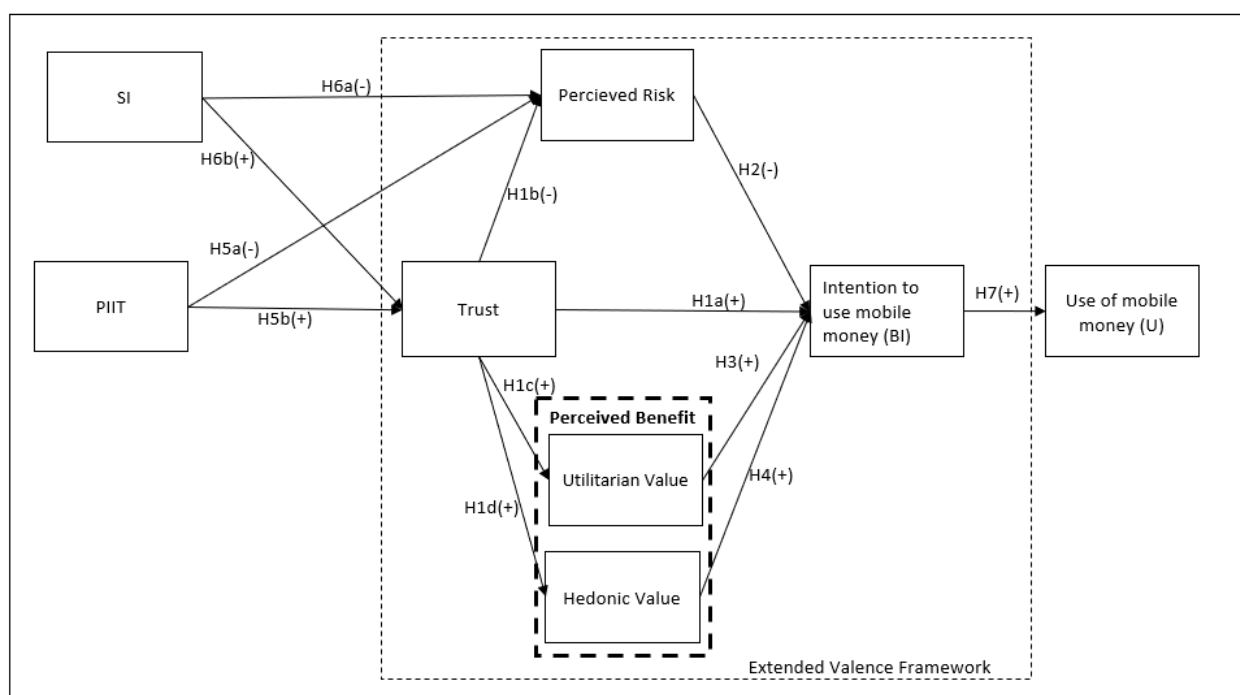 SI
H6a(-)
Percieved Risk
H6b(+)
H1b(-)
H2(-)
H5a(-)
PIIT
H5b(+)
Trust
H1a(+)
Intention to
use mobile
money (BI)
H7(+)
Use of mobile
money (U)
H1c(+)
H3(+)
Perceived Benefit
Utilitarian Value
H4(+)
H1d(+)
Hedonic Value
Extended Valence Framework